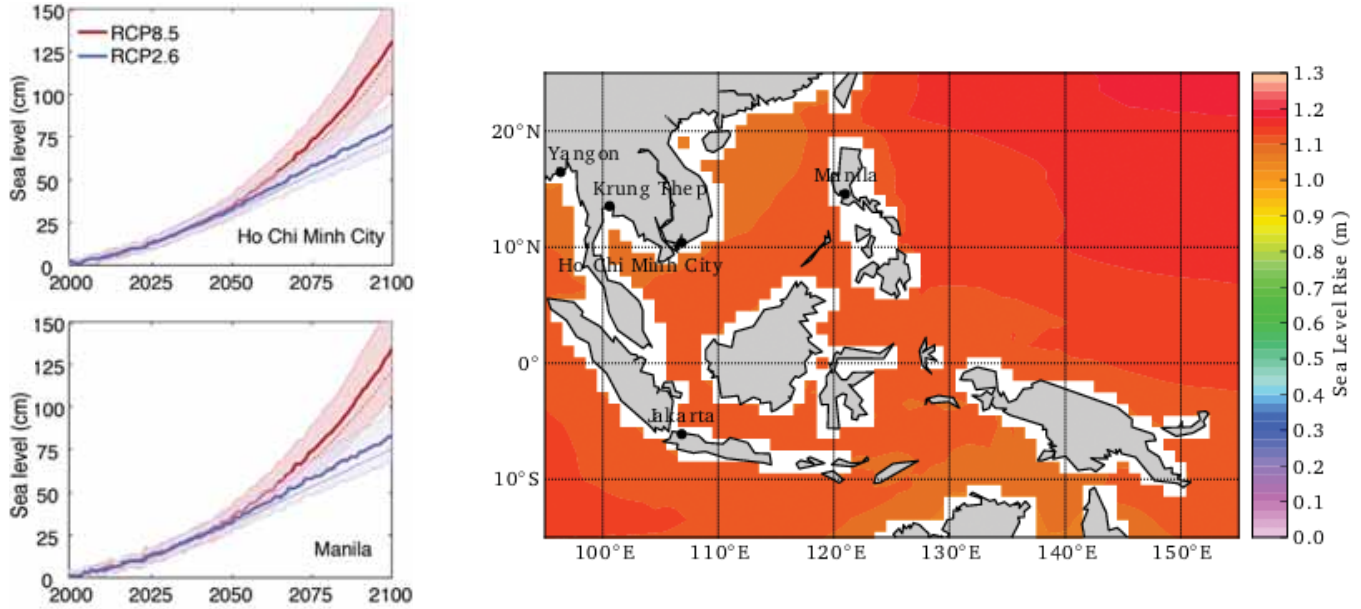 150
125
100
75
50
25
0
Sea level (cm)
RCP8.5
RCP2.6
Ho Chi Minh City
2000 2025 2050 2075 2100
150
125
100
75
50
25
0
Sea level (cm)
Manila
2000 2025 2050 2075 2100
20°N
10°N
0°
10°S
Yangon
Krung Thep
Manila
Ho Chi Minh City
Jakarta
100°E 110°E 120°E 130°E 140°E 150°E
1.3
1.2
1.1
1.0
0.9
0.8
0.7
0.6
0.5
0.4
0.3
0.2
0.1
0.0
Sea Level Rise (m)